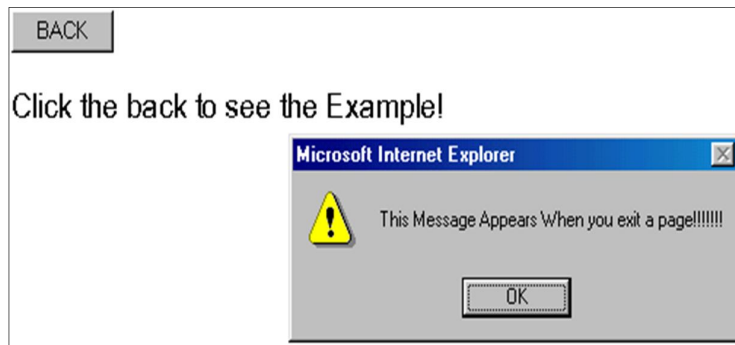 BACK
Click the back to see the Example!
Microsoft Internet Explorer
This Message Appears When you exit a page!!!!!!!
OK